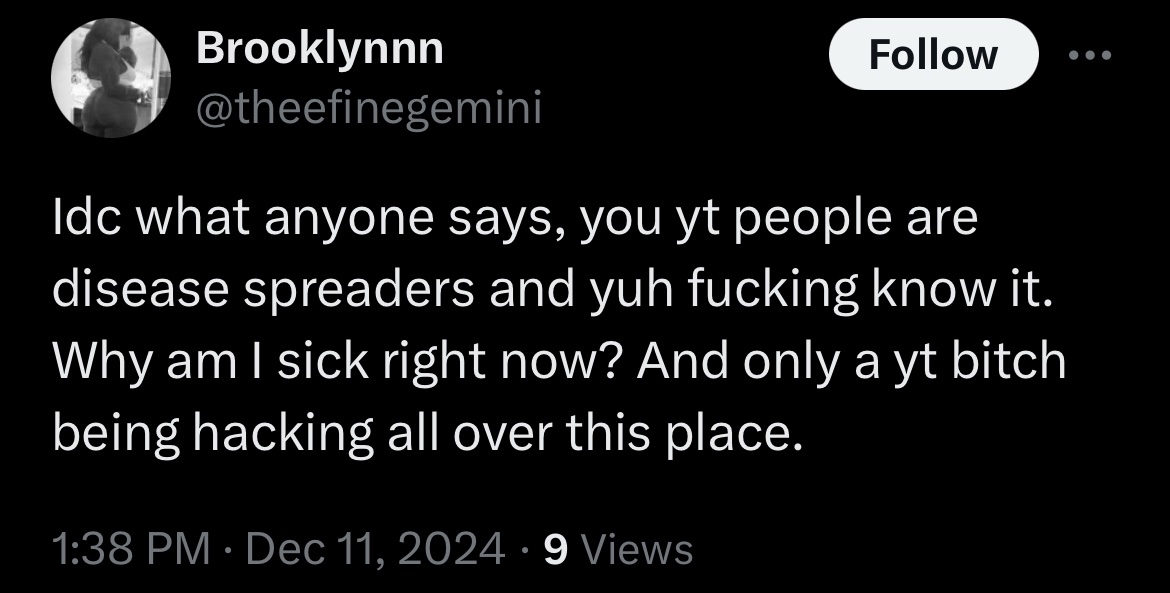 Brooklynnn
Follow
@theefinegemini
Idc what anyone says, you yt people are
disease spreaders and yuh fucking know it.
Why am I sick right now? And only a yt bitch
being hacking all over this place.
1:38 PM · Dec 11, 2024 · 9 Views